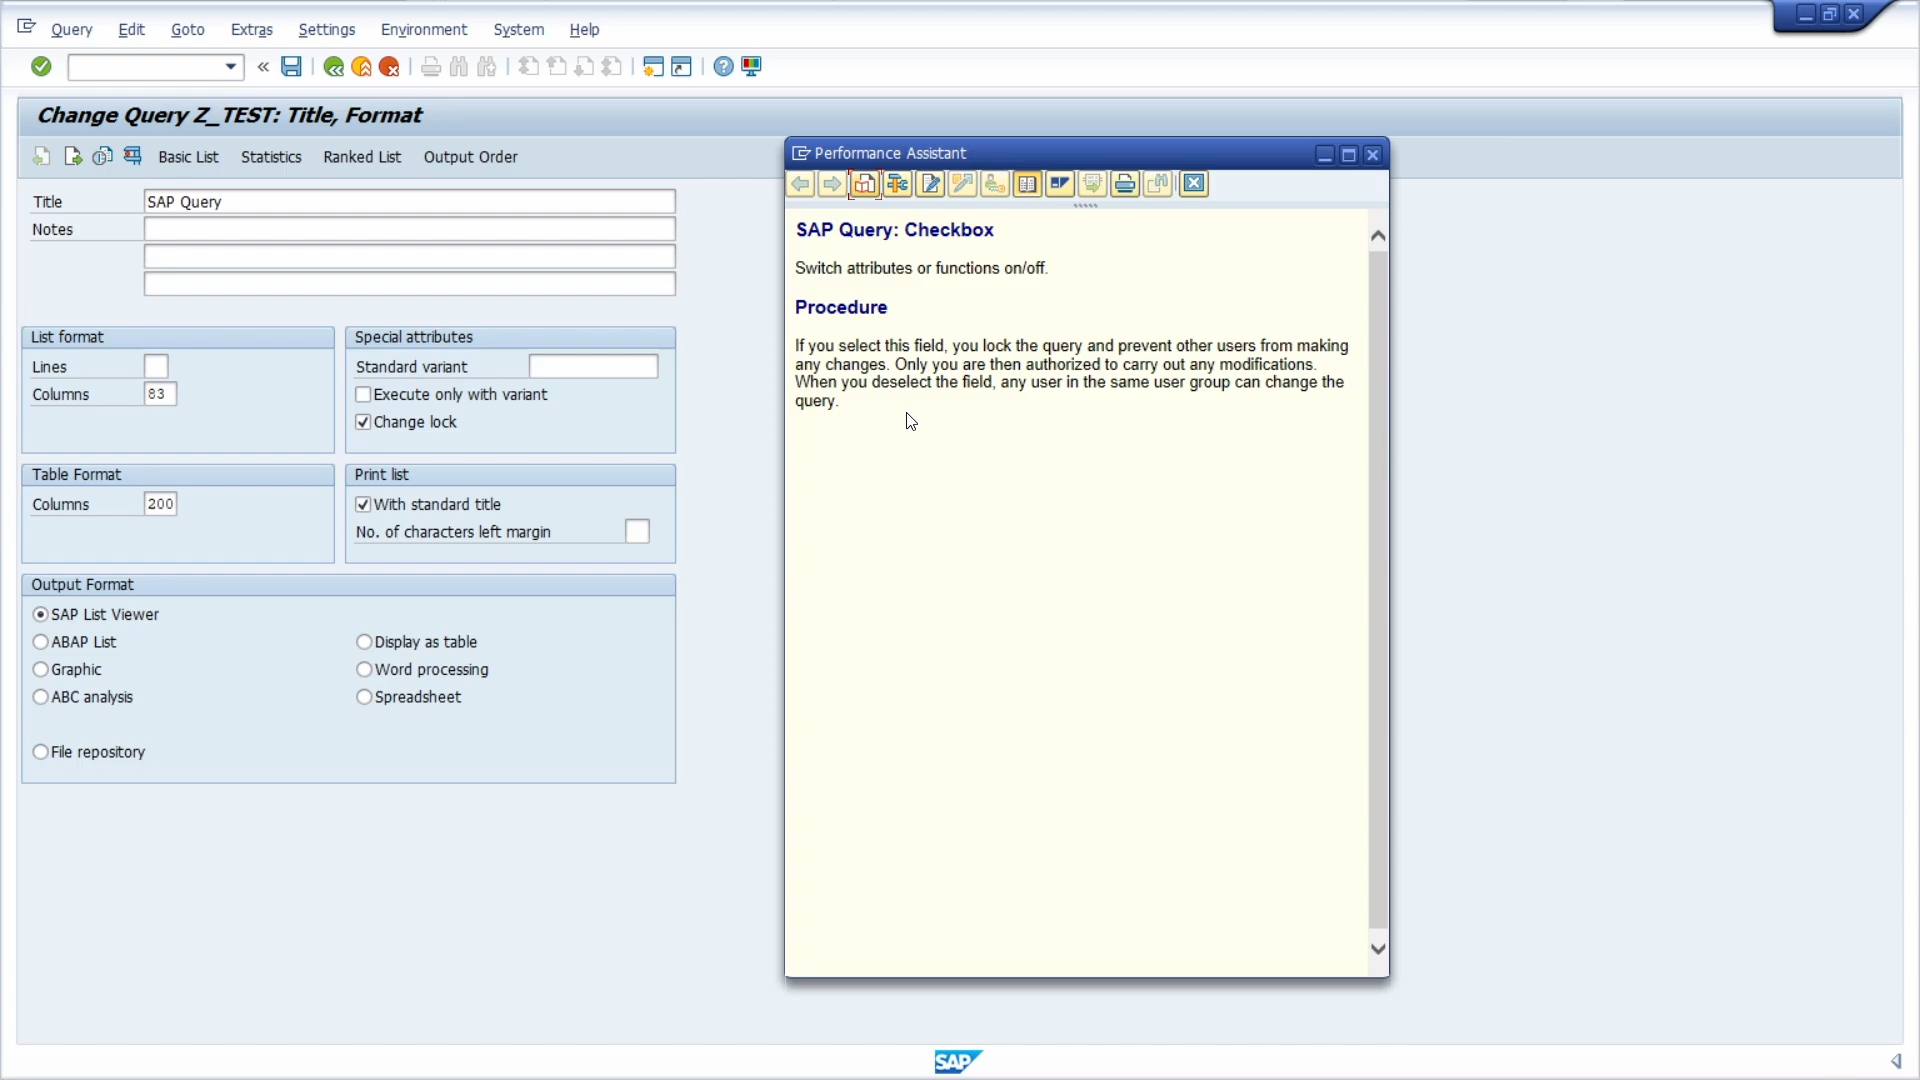 Query Edit Goto Extras Settings Environment System Help
Change Query Z_TEST: Title, Format
Basic List Statistics Ranked List Output Order
Title SAP Query
Notes
List format
Lines
Columns 83
Special attributes
Standard variant
Execute only with variant
Change lock
Table Format
Columns 200
Print list
With standard title
No. of characters left margin
Output Format
SAP List Viewer
ABAP List Display as table
Graphic Word processing
ABC analysis Spreadsheet
File repository
Performance Assistant
SAP Query: Checkbox
Switch attributes or functions on/off.
Procedure
If you select this field, you lock the query and prevent other users from making
any changes. Only you are then authorized to carry out any modifications.
When you deselect the field, any user in the same user group can change the
query.
SAP